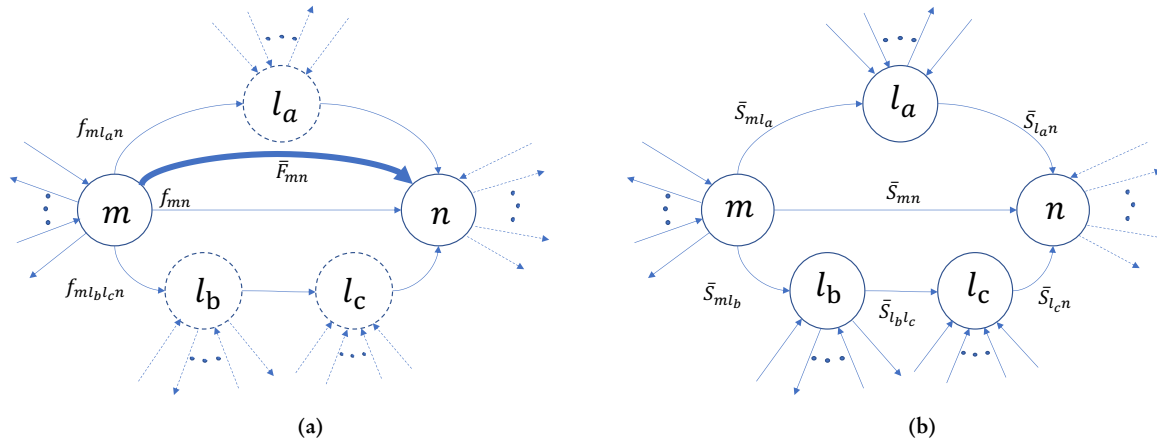 l_a
f_{ml_an}
F̄_{mn}
m
f_{mn}
n
f_{ml_bl_cn}
l_b
l_c
(a)
l_a
S̄_{ml_a}
S̄_{l_an}
m
S̄_{mn}
n
S̄_{ml_b}
l_b
S̄_{l_bl_c}
l_c
S̄_{l_cn}
(b)